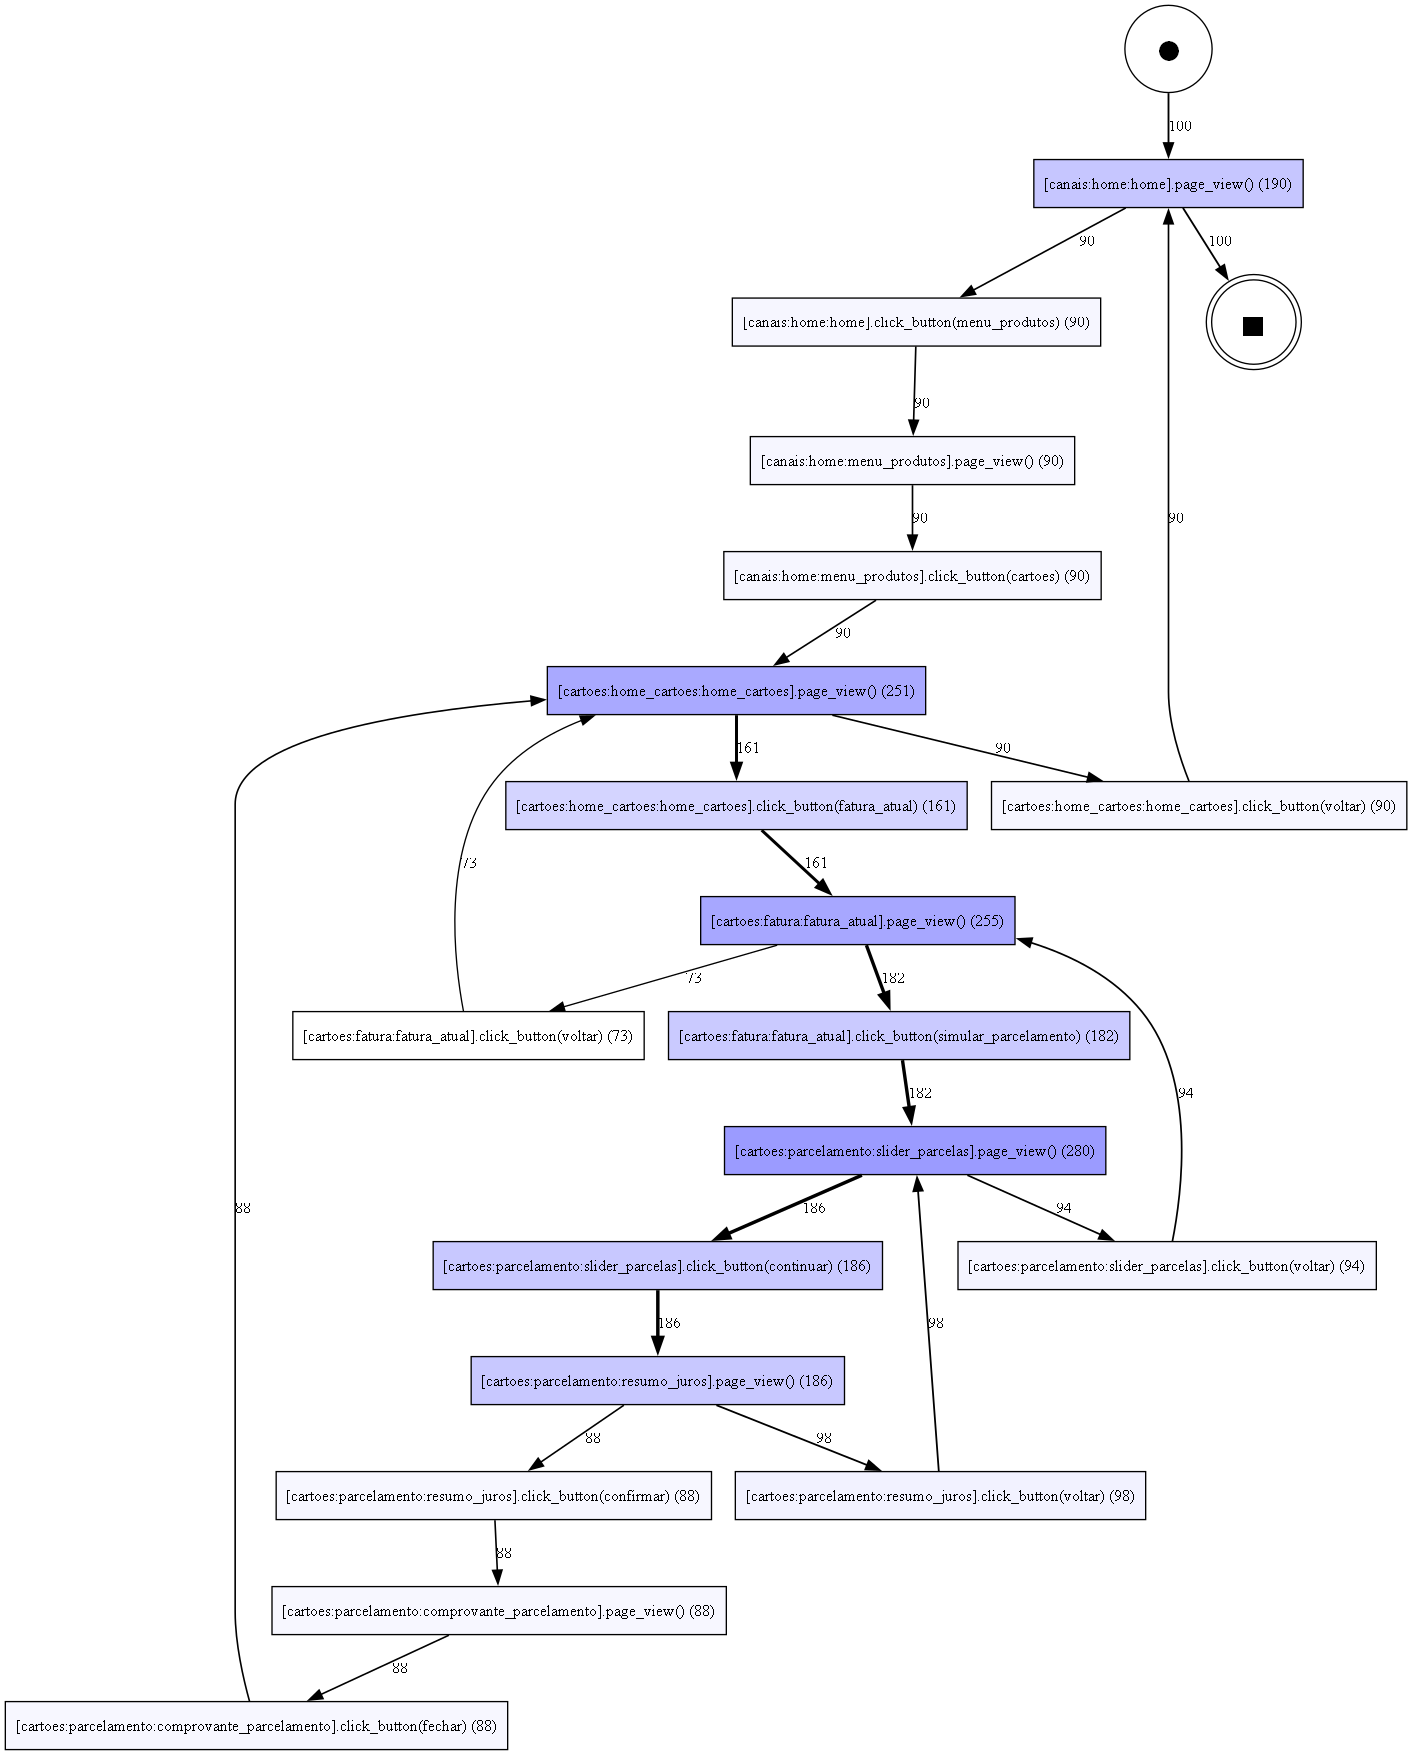 100
[canais:home:home].page_view() (190)
90
100
[canais:home:home].click_button(menu_produtos) (90)
90
[canais:home:menu_produtos].page_view() (90)
90
90
[canais:home:menu_produtos].click_button(cartoes) (90)
90
[cartoes:home_cartoes:home_cartoes].page_view() (251)
161
90
[cartoes:home_cartoes:home_cartoes].click_button(fatura_atual) (161)
[cartoes:home_cartoes:home_cartoes].click_button(voltar) (90)
73
161
[cartoes:fatura:fatura_atual].page_view() (255)
73
182
[cartoes:fatura:fatura_atual].click_button(voltar) (73)
[cartoes:fatura:fatura_atual].click_button(simular_parcelamento) (182)
182
94
[cartoes:parcelamento:slider_parcelas].page_view() (280)
88
186
94
[cartoes:parcelamento:slider_parcelas].click_button(continuar) (186)
[cartoes:parcelamento:slider_parcelas].click_button(voltar) (94)
186
98
[cartoes:parcelamento:resumo_juros].page_view() (186)
88
98
[cartoes:parcelamento:resumo_juros].click_button(confirmar) (88)
[cartoes:parcelamento:resumo_juros].click_button(voltar) (98)
88
[cartoes:parcelamento:comprovante_parcelamento].page_view() (88)
88
[cartoes:parcelamento:comprovante_parcelamento].click_button(fechar) (88)